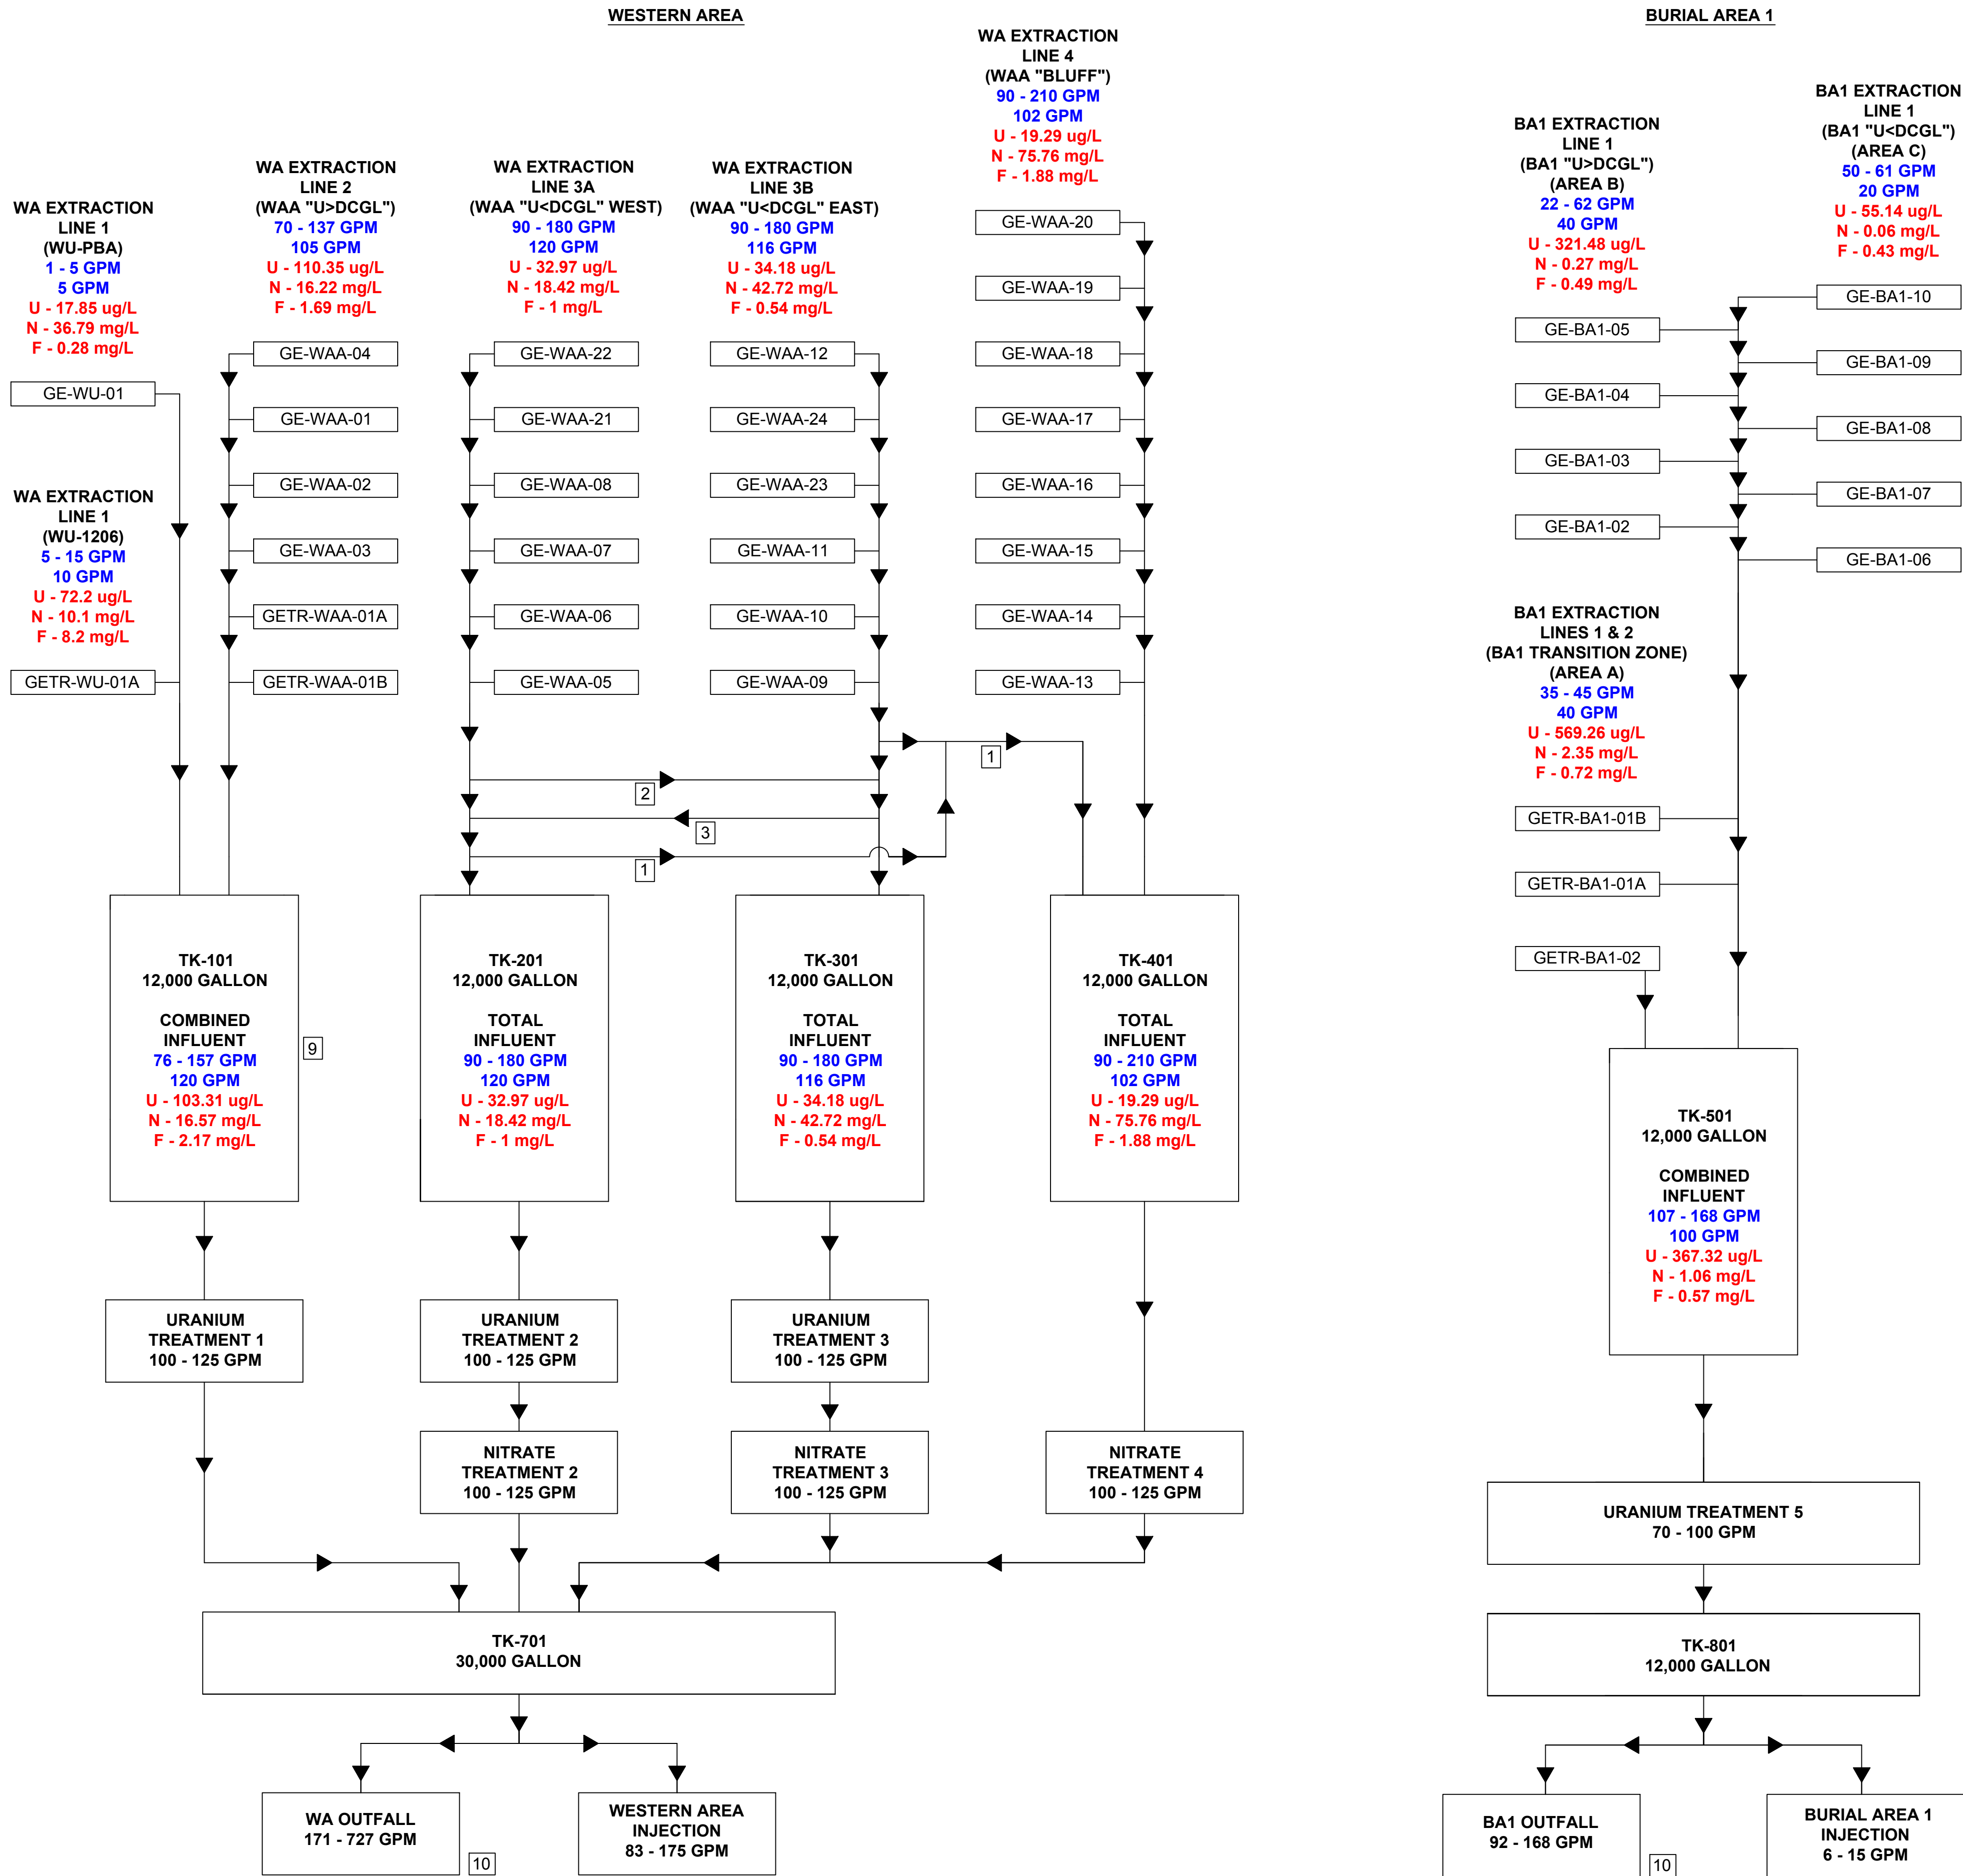 WESTERN AREA
BURIAL AREA 1
WA EXTRACTION
LINE 1
(WU-PBA)
1 - 5 GPM
5 GPM
U - 17.85 ug/L
N - 36.79 mg/L
F - 0.28 mg/L
GE-WU-01
WA EXTRACTION
LINE 1
(WU-1206)
5 - 15 GPM
10 GPM
U - 72.2 ug/L
N - 10.1 mg/L
F - 8.2 mg/L
GETR-WU-01A
WA EXTRACTION
LINE 2
(WAA "U>DCGL")
70 - 137 GPM
105 GPM
U - 110.35 ug/L
N - 16.22 mg/L
F - 1.69 mg/L
GE-WAA-04
GE-WAA-01
GE-WAA-02
GE-WAA-03
GETR-WAA-01A
GETR-WAA-01B
WA EXTRACTION
LINE 3A
(WAA "U<DCGL" WEST)
90 - 180 GPM
120 GPM
U - 32.97 ug/L
N - 18.42 mg/L
F - 1 mg/L
GE-WAA-22
GE-WAA-21
GE-WAA-08
GE-WAA-07
GE-WAA-06
GE-WAA-05
WA EXTRACTION
LINE 3B
(WAA "U<DCGL" EAST)
90 - 180 GPM
116 GPM
U - 34.18 ug/L
N - 42.72 mg/L
F - 0.54 mg/L
GE-WAA-12
GE-WAA-24
GE-WAA-23
GE-WAA-11
GE-WAA-10
GE-WAA-09
WA EXTRACTION
LINE 4
(WAA "BLUFF")
90 - 210 GPM
102 GPM
U - 19.29 ug/L
N - 75.76 mg/L
F - 1.88 mg/L
GE-WAA-20
GE-WAA-19
GE-WAA-18
GE-WAA-17
GE-WAA-16
GE-WAA-15
GE-WAA-14
GE-WAA-13
1
2
3
1
TK-101
12,000 GALLON
COMBINED
INFLUENT
76 - 157 GPM
120 GPM
U - 103.31 ug/L
N - 16.57 mg/L
F - 2.17 mg/L
9
TK-201
12,000 GALLON
TOTAL
INFLUENT
90 - 180 GPM
120 GPM
U - 32.97 ug/L
N - 18.42 mg/L
F - 1 mg/L
TK-301
12,000 GALLON
TOTAL
INFLUENT
90 - 180 GPM
116 GPM
U - 34.18 ug/L
N - 42.72 mg/L
F - 0.54 mg/L
TK-401
12,000 GALLON
TOTAL
INFLUENT
90 - 210 GPM
102 GPM
U - 19.29 ug/L
N - 75.76 mg/L
F - 1.88 mg/L
URANIUM
TREATMENT 1
100 - 125 GPM
URANIUM
TREATMENT 2
100 - 125 GPM
URANIUM
TREATMENT 3
100 - 125 GPM
NITRATE
TREATMENT 2
100 - 125 GPM
NITRATE
TREATMENT 3
100 - 125 GPM
NITRATE
TREATMENT 4
100 - 125 GPM
TK-701
30,000 GALLON
WA OUTFALL
171 - 727 GPM
10
WESTERN AREA
INJECTION
83 - 175 GPM
BA1 EXTRACTION
LINE 1
(BA1 "U>DCGL")
(AREA B)
22 - 62 GPM
40 GPM
U - 321.48 ug/L
N - 0.27 mg/L
F - 0.49 mg/L
GE-BA1-05
GE-BA1-04
GE-BA1-03
GE-BA1-02
BA1 EXTRACTION
LINE 1
(BA1 "U<DCGL")
(AREA C)
50 - 61 GPM
20 GPM
U - 55.14 ug/L
N - 0.06 mg/L
F - 0.43 mg/L
GE-BA1-10
GE-BA1-09
GE-BA1-08
GE-BA1-07
GE-BA1-06
BA1 EXTRACTION
LINES 1 & 2
(BA1 TRANSITION ZONE)
(AREA A)
35 - 45 GPM
40 GPM
U - 569.26 ug/L
N - 2.35 mg/L
F - 0.72 mg/L
GETR-BA1-01B
GETR-BA1-01A
GETR-BA1-02
TK-501
12,000 GALLON
COMBINED
INFLUENT
107 - 168 GPM
100 GPM
U - 367.32 ug/L
N - 1.06 mg/L
F - 0.57 mg/L
URANIUM TREATMENT 5
70 - 100 GPM
TK-801
12,000 GALLON
BA1 OUTFALL
92 - 168 GPM
10
BURIAL AREA 1
INJECTION
6 - 15 GPM